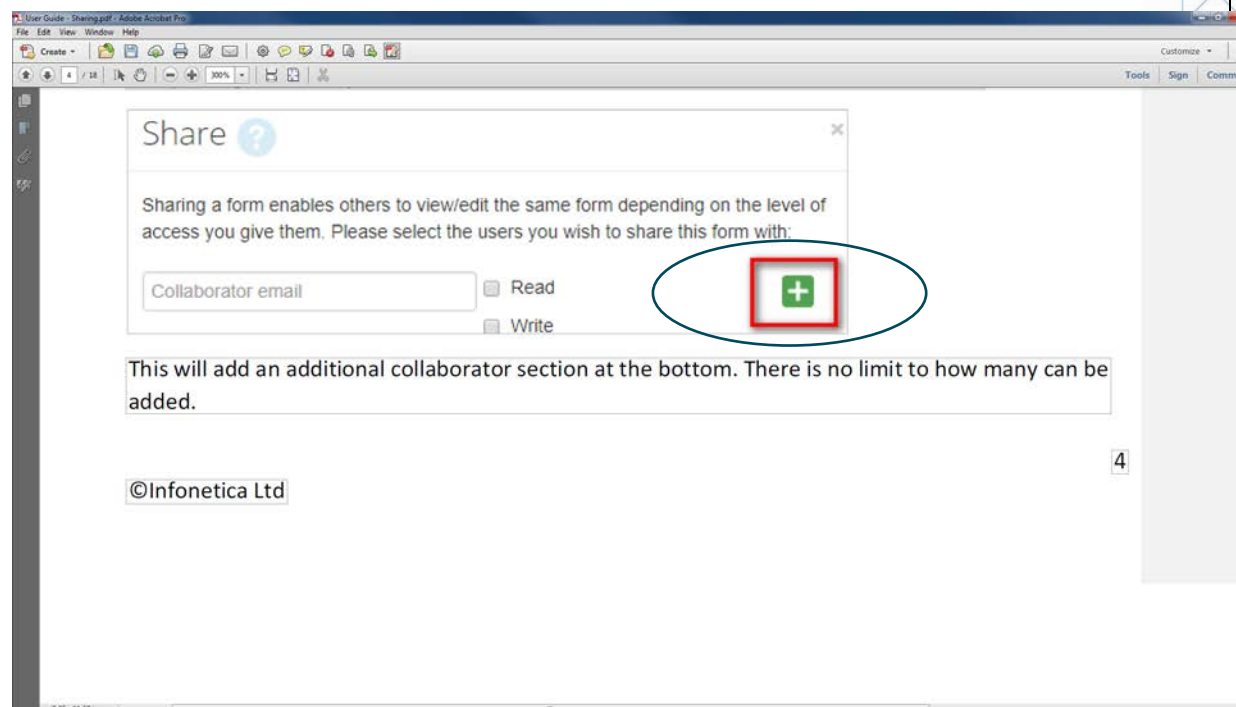 User Guide - Sharing.pdf - Adobe Acrobat Pro
File Edit View Window Help
Create Customize
4 / 18 300% Tools Sign Comm
Share ?
Sharing a form enables others to view/edit the same form depending on the level of
access you give them. Please select the users you wish to share this form with:
Collaborator email Read
Write
This will add an additional collaborator section at the bottom. There is no limit to how many can be
added.
4
©Infonetica Ltd